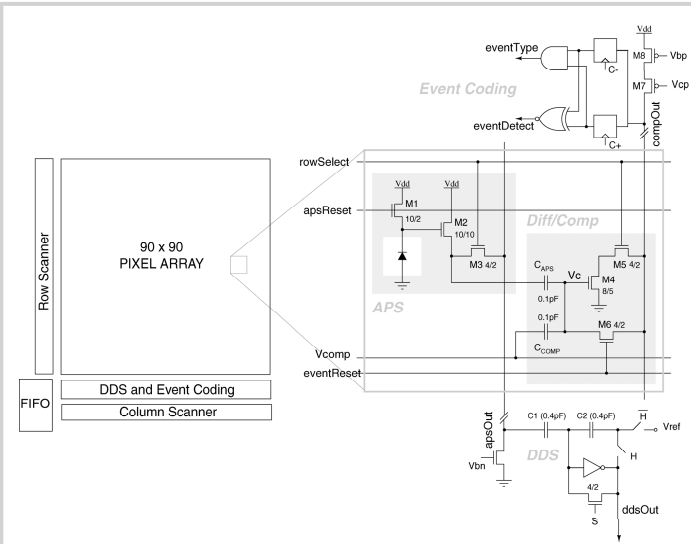 Vdd
eventType
M8
Vbp
C-
M7
Vcp
Event Coding
eventDetect
C+
compOut
rowSelect
Vdd
Vdd
M1
apsReset
10/2
M2
10/10
Diff/Comp
Row Scanner
90 x 90
PIXEL ARRAY
M3 4/2
M5 4/2
CAPS
Vc
M4
8/5
0.1pF
APS
0.1pF
M6 4/2
Vcomp
CCOMP
eventReset
FIFO
DDS and Event Coding
Column Scanner
apsOut
C1 (0.4pF)
C2 (0.4pF)
H
Vref
Vbn
DDS
H
4/2
S
ddsOut